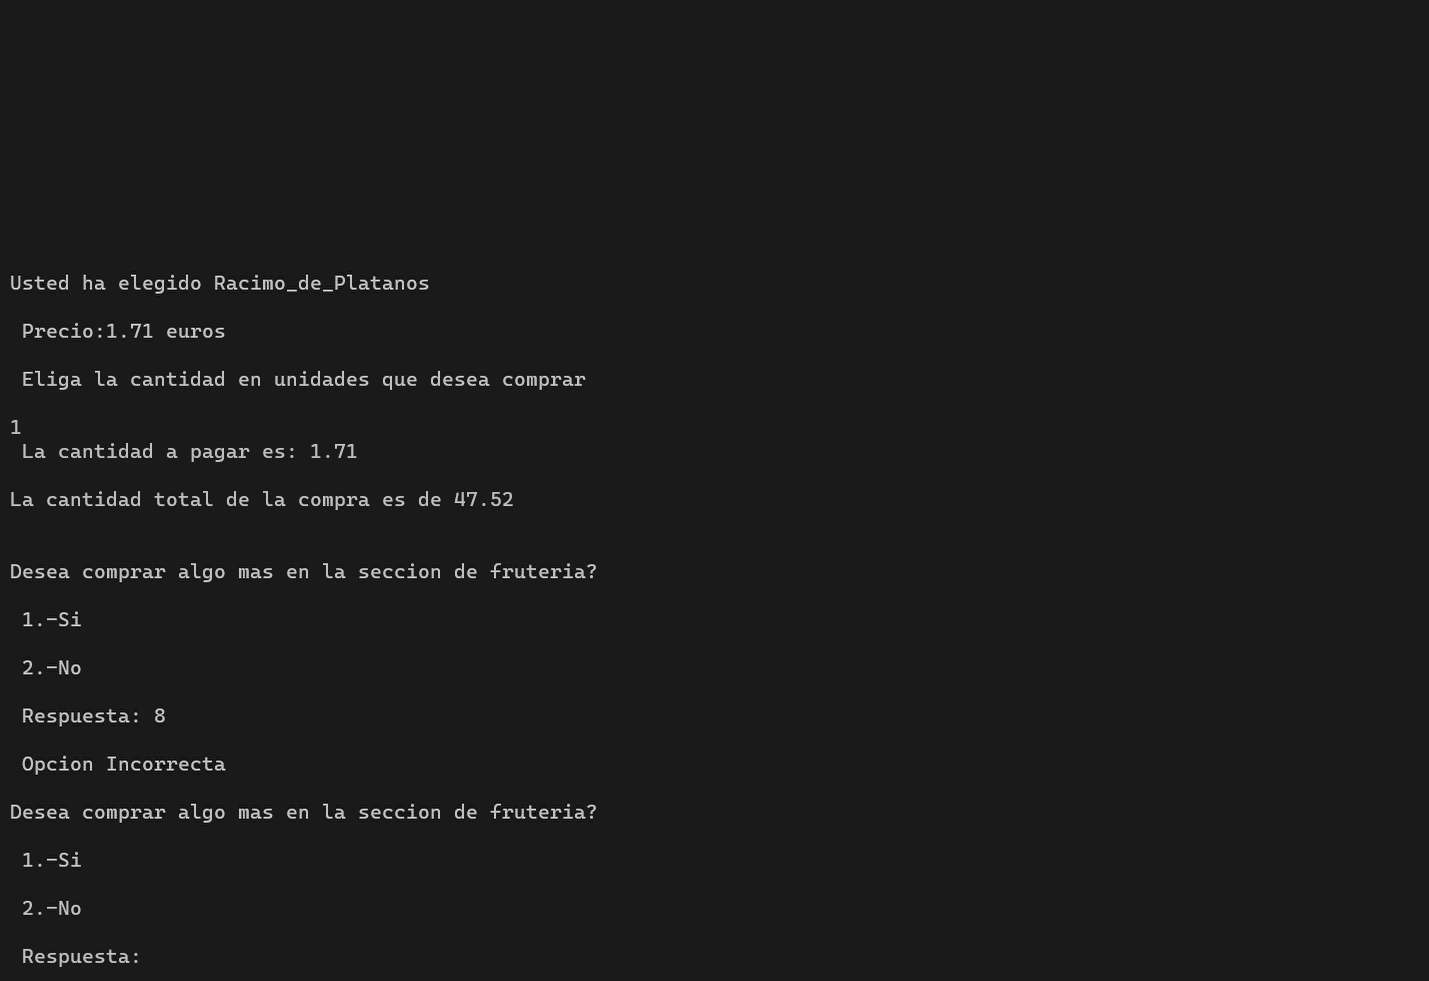 Usted ha elegido Racimo_de_Platanos
Precio:1.71 euros
Eliga la cantidad en unidades que desea comprar
1
La cantidad a pagar es: 1.71
La cantidad total de la compra es de 47.52
Desea comprar algo mas en la seccion de fruteria?
1.-Si
2.-No
Respuesta: 8
Opcion Incorrecta
Desea comprar algo mas en la seccion de fruteria?
1.-Si
2.-No
Respuesta: